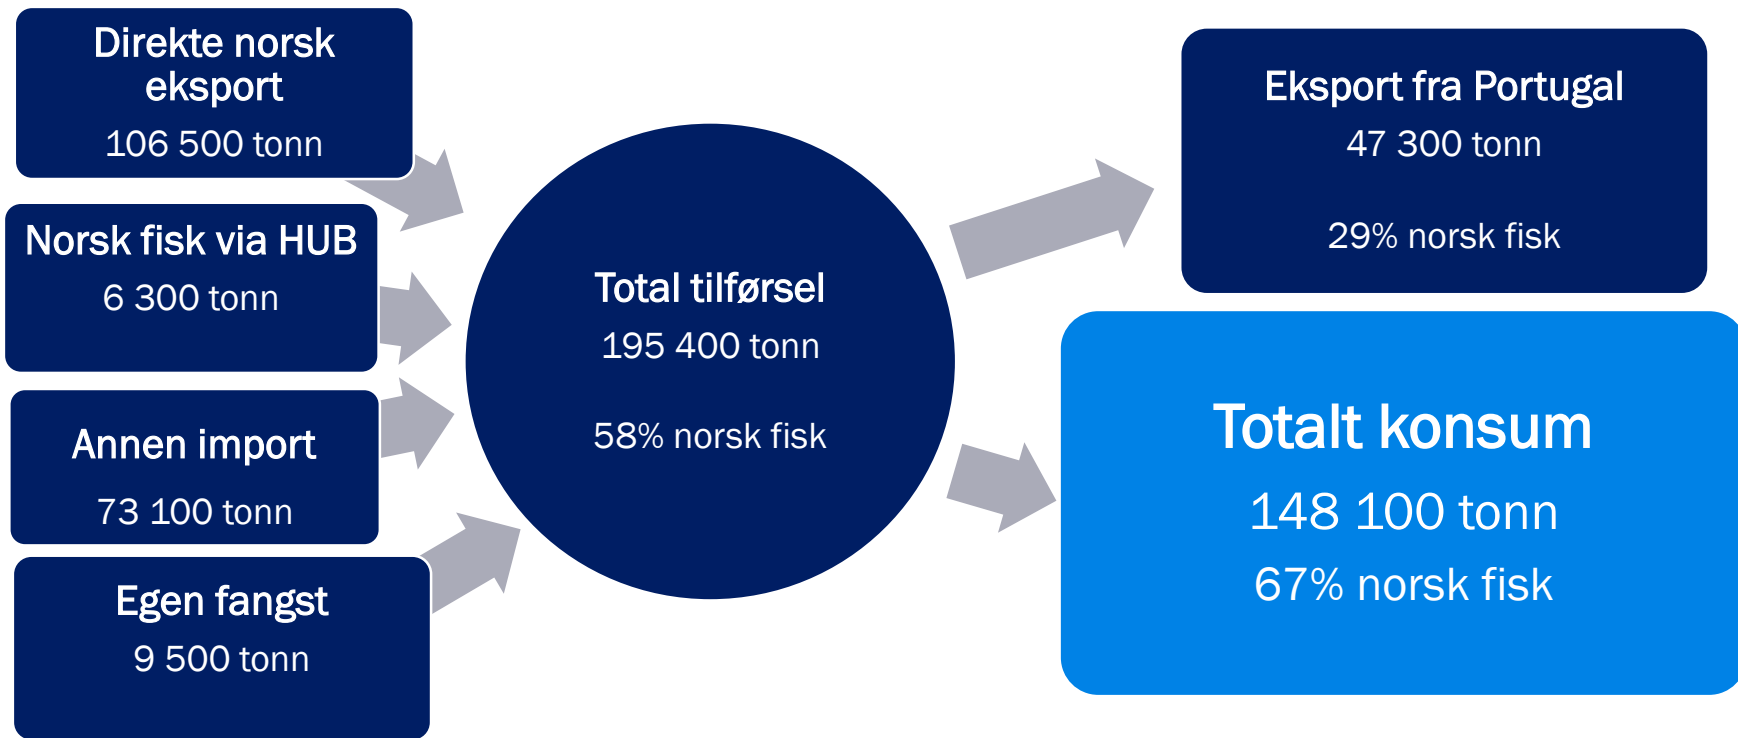 Direkte norsk
eksport
106 500 tonn
Norsk fisk via HUB
6 300 tonn
Annen import
73 100 tonn
Egen fangst
9 500 tonn
Total tilførsel
195 400 tonn
58% norsk fisk
Eksport fra Portugal
47 300 tonn
29% norsk fisk
Totalt konsum
148 100 tonn
67% norsk fisk